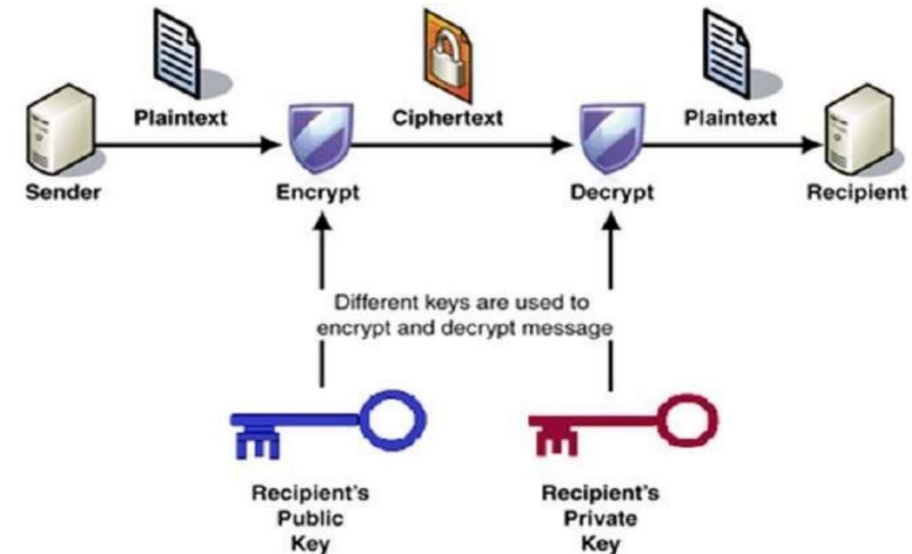 Plaintext
Ciphertext
Plaintext
Sender
Encrypt
Decrypt
Recipient
Different keys are used to
encrypt and decrypt message
Recipient's
Public
Key
Recipient's
Private
Key